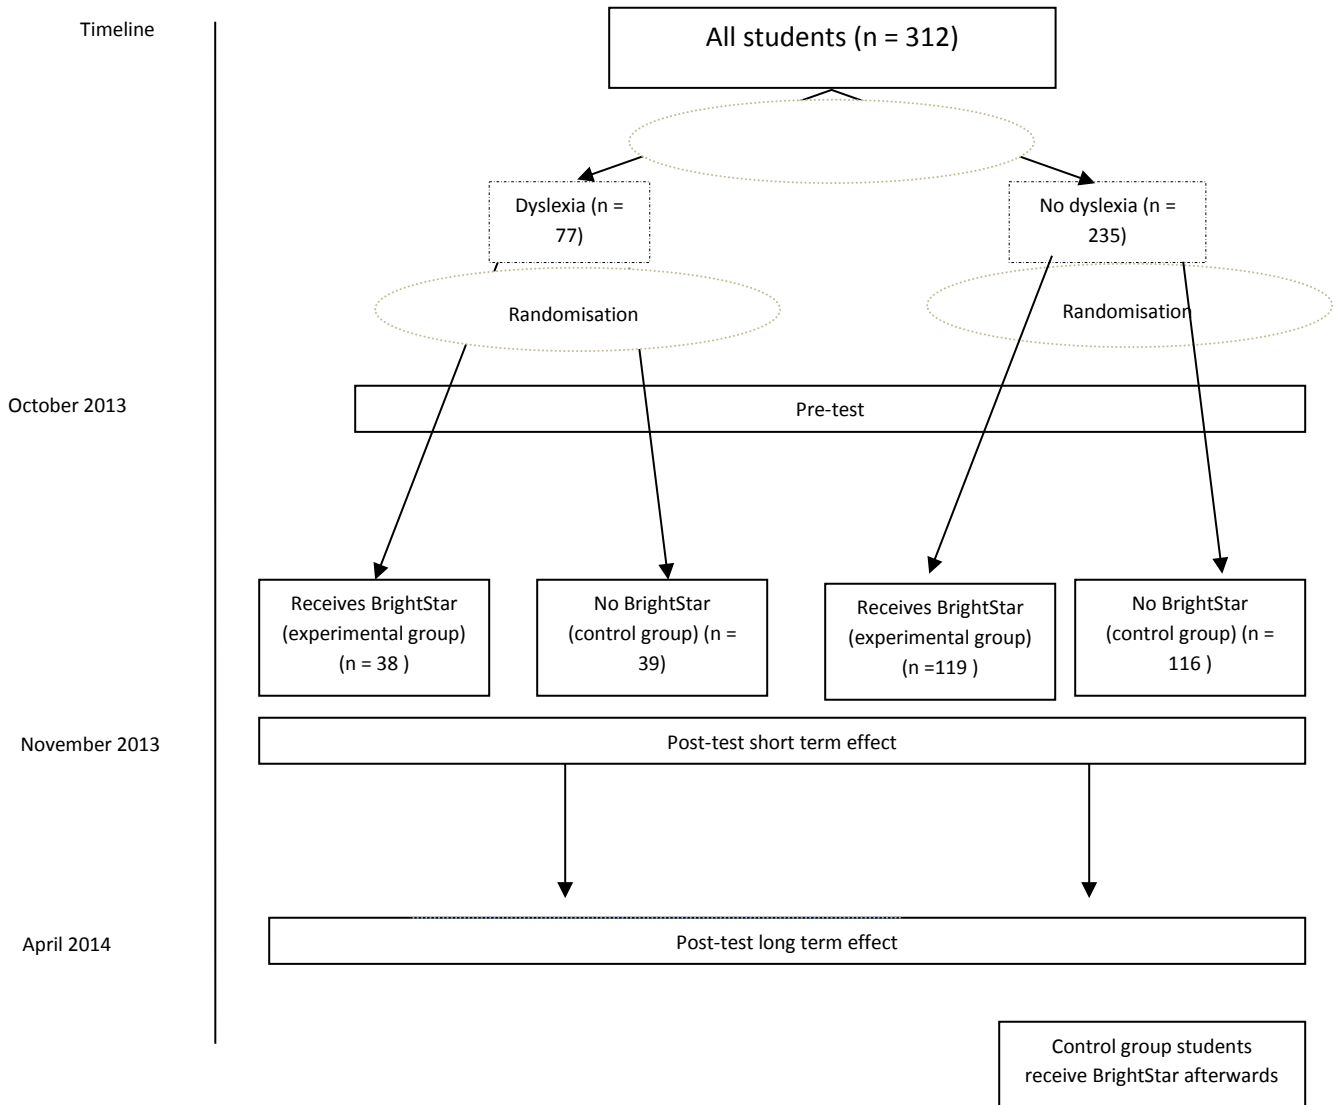 Timeline
All students (n = 312)
Dyslexia (n =
77)
No dyslexia (n =
235)
Randomisation
Randomisation
October 2013
Pre-test
Receives BrightStar
(experimental group)
(n = 38 )
No BrightStar
(control group) (n =
39)
Receives BrightStar
(experimental group)
(n =119 )
No BrightStar
(control group) (n =
116 )
November 2013
Post-test short term effect
April 2014
Post-test long term effect
Control group students
receive BrightStar afterwards